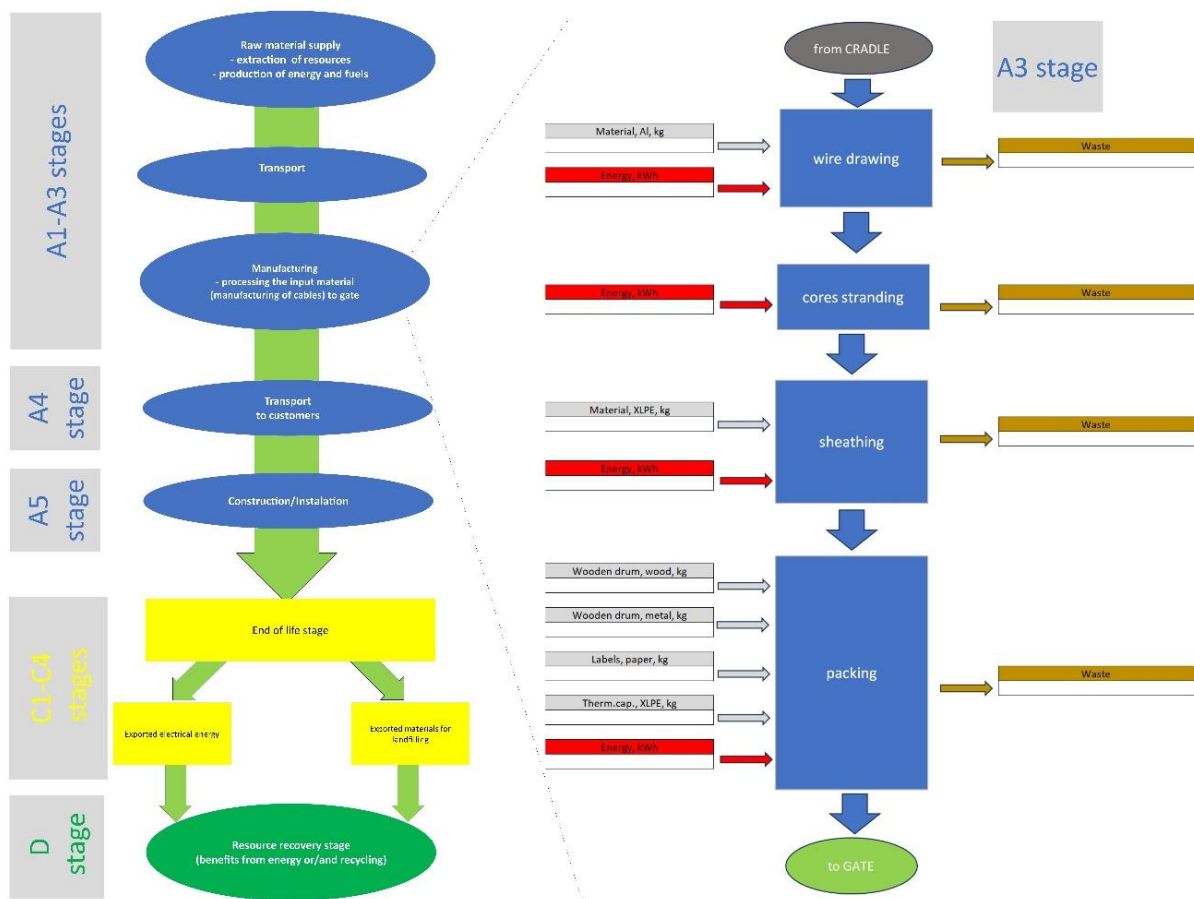 A1-A3 stages
Raw material supply
- extraction of resources
- production of energy and fuels
Transport
Manufacturing
- processing the input material
(manufacturing of cables) to gate
A4
stage
Transport
to customers
A5
stage
Construction/Instalation
C1-C4
stages
End of life stage
Exported electrical energy
Exported materials for
landfilling
D
stage
Resource recovery stage
(benefits from energy or/and recycling)
A3 stage
from CRADLE
Material, Al, kg
Energy, kWh
wire drawing
Waste
Energy, kWh
cores stranding
Waste
Material, XLPE, kg
Energy, kWh
sheathing
Waste
Wooden drum, wood, kg
Wooden drum, metal, kg
Labels, paper, kg
Therm.cap., XLPE, kg
Energy, kWh
packing
Waste
to GATE